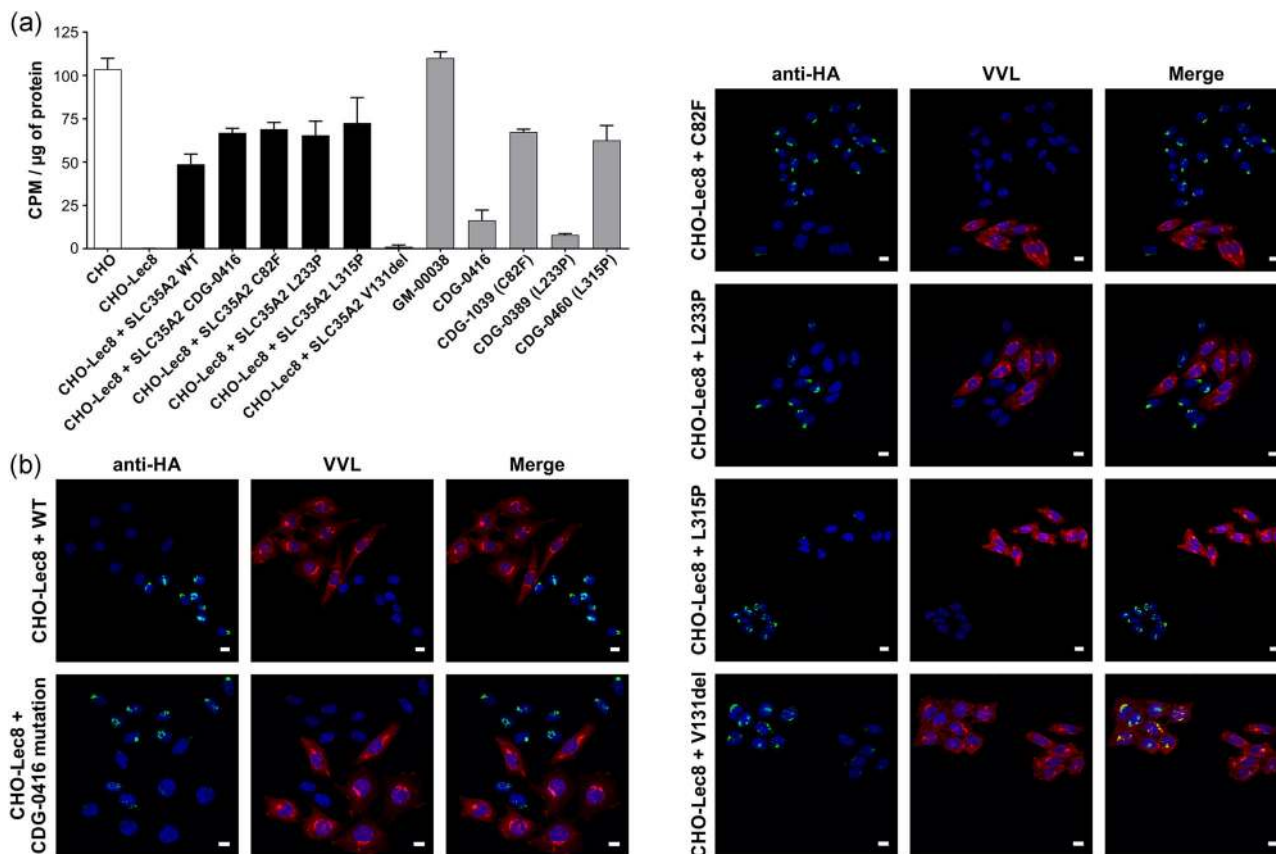 (a)
CPM / µg of protein
125
100
75
50
25
0
CHO
CHO-Lec8
CHO-Lec8 + SLC35A2 WT
CHO-Lec8 + SLC35A2 CDG-0416
CHO-Lec8 + SLC35A2 C82F
CHO-Lec8 + SLC35A2 L233P
CHO-Lec8 + SLC35A2 L315P
CHO-Lec8 + SLC35A2 V131del
GM-00038
CDG-0416
CDG-1039 (C82F)
CDG-0389 (L233P)
CDG-0460 (L315P)
(b)
anti-HA VVL Merge
CHO-Lec8 + WT
CHO-Lec8 +
CDG-0416 mutation
anti-HA VVL Merge
CHO-Lec8 + C82F
CHO-Lec8 + L233P
CHO-Lec8 + L315P
CHO-Lec8 + V131del